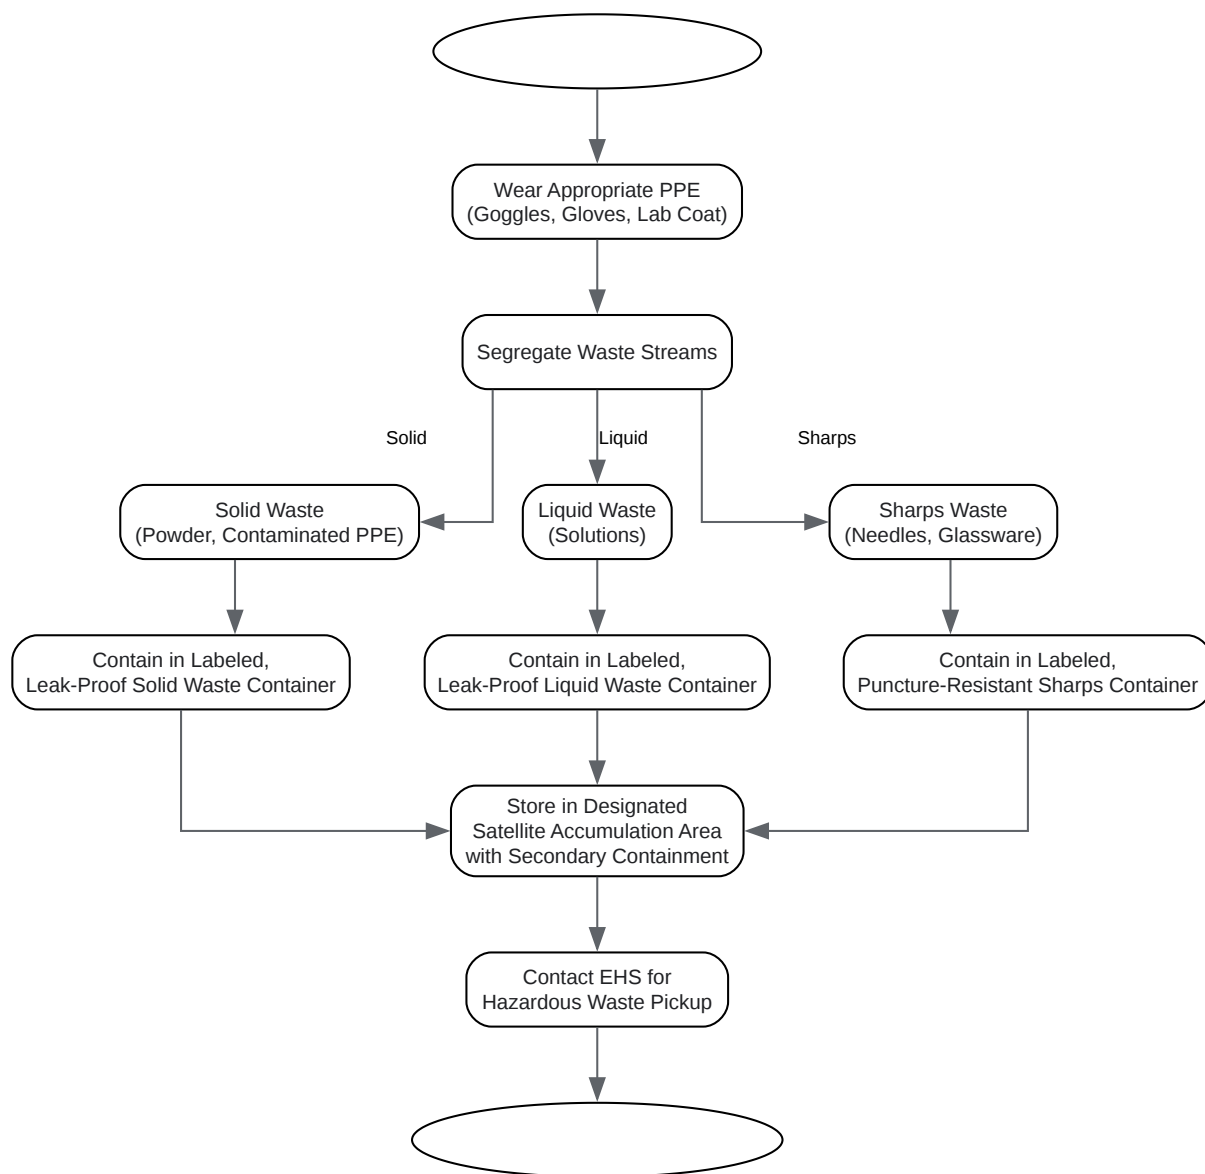 Wear Appropriate PPE
(Goggles, Gloves, Lab Coat)
Segregate Waste Streams
Solid
Liquid
Sharps
Solid Waste
(Powder, Contaminated PPE)
Liquid Waste
(Solutions)
Sharps Waste
(Needles, Glassware)
Contain in Labeled,
Leak-Proof Solid Waste Container
Contain in Labeled,
Leak-Proof Liquid Waste Container
Contain in Labeled,
Puncture-Resistant Sharps Container
Store in Designated
Satellite Accumulation Area
with Secondary Containment
Contact EHS for
Hazardous Waste Pickup